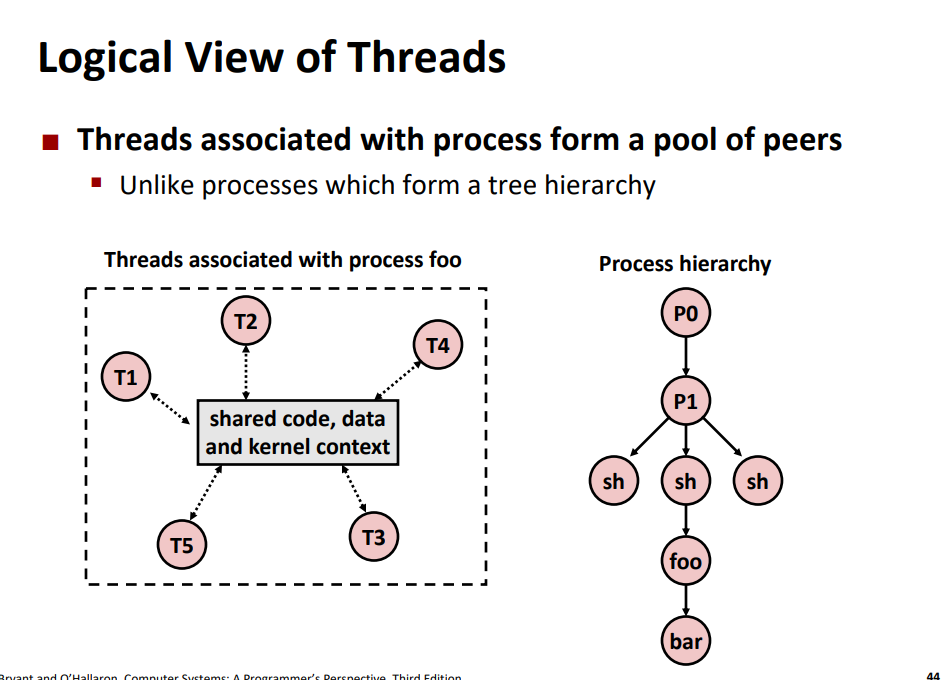 Logical View of Threads
Threads associated with process form a pool of peers
Unlike processes which form a tree hierarchy
Threads associated with process foo
T1
T2
T4
shared code, data
and kernel context
T5
T3
Process hierarchy
P0
P1
sh
sh
sh
foo
bar
Bryant and O'Hallaron, Computer Systems: A Programmer's Perspective, Third Edition
44